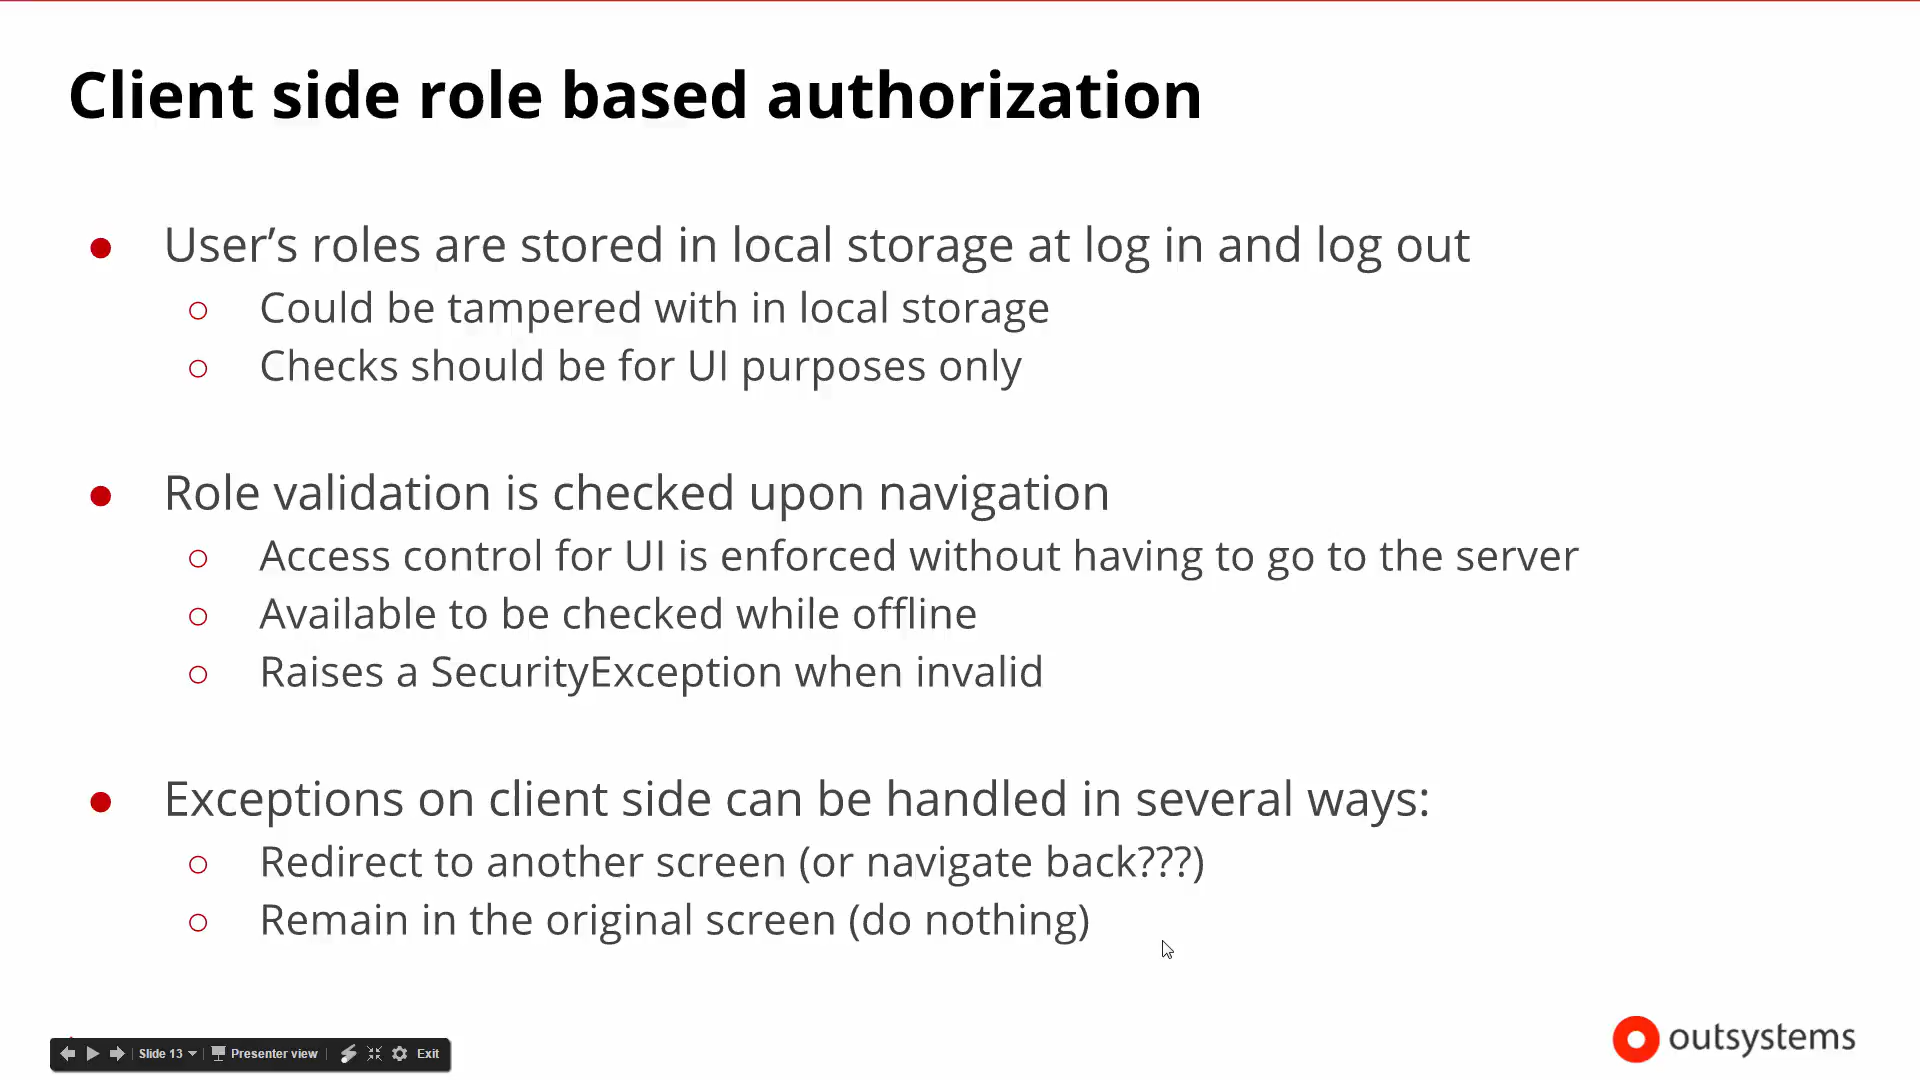 Client side role based authorization
● User’s roles are stored in local storage at log in and log out
○ Could be tampered with in local storage
○ Checks should be for UI purposes only
● Role validation is checked upon navigation
○ Access control for UI is enforced without having to go to the server
○ Available to be checked while offline
○ Raises a SecurityException when invalid
● Exceptions on client side can be handled in several ways:
○ Redirect to another screen (or navigate back???)
○ Remain in the original screen (do nothing)
Slide 13 Presenter view Exit
outsystems